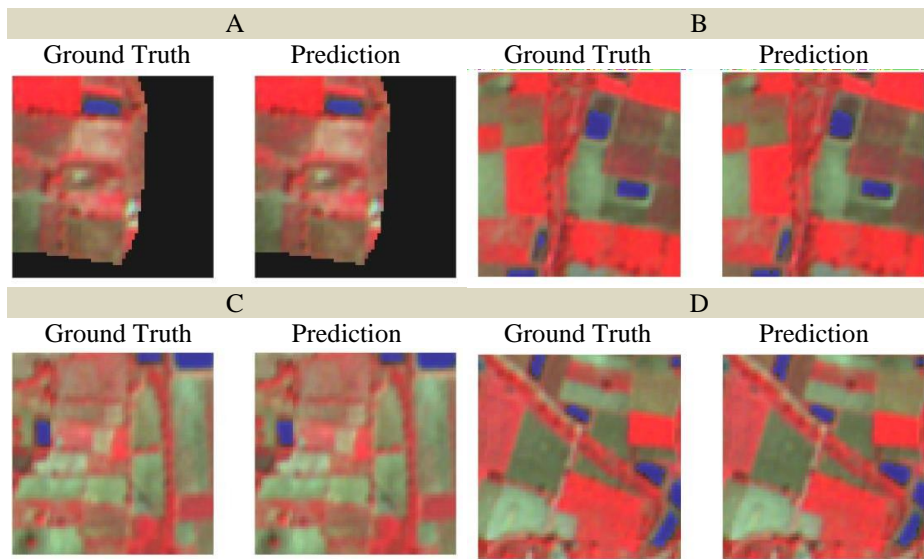 A
B
Ground Truth
Prediction
Ground Truth
Prediction
C
D
Ground Truth
Prediction
Ground Truth
Prediction